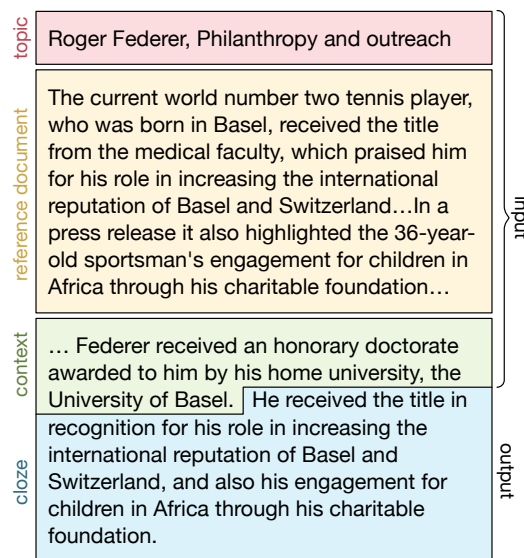 topic
Roger Federer, Philanthropy and outreach
reference document
The current world number two tennis player,
who was born in Basel, received the title
from the medical faculty, which praised him
for his role in increasing the international
reputation of Basel and Switzerland…In a
press release it also highlighted the 36-year-
old sportsman's engagement for children in
Africa through his charitable foundation…
input
context
… Federer received an honorary doctorate
awarded to him by his home university, the
University of Basel. He received the title in
cloze
recognition for his role in increasing the
international reputation of Basel and
Switzerland, and also his engagement for
children in Africa through his charitable
foundation.
output